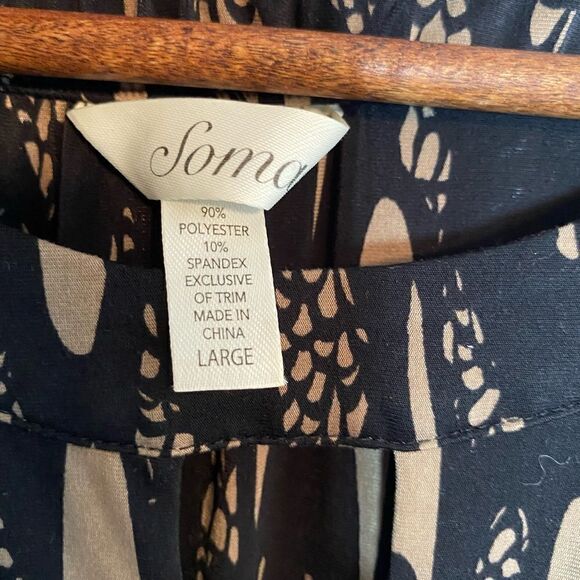 Soma
90%
POLYESTER
10%
SPANDEX
EXCLUSIVE
OF TRIM
MADE IN
CHINA
LARGE